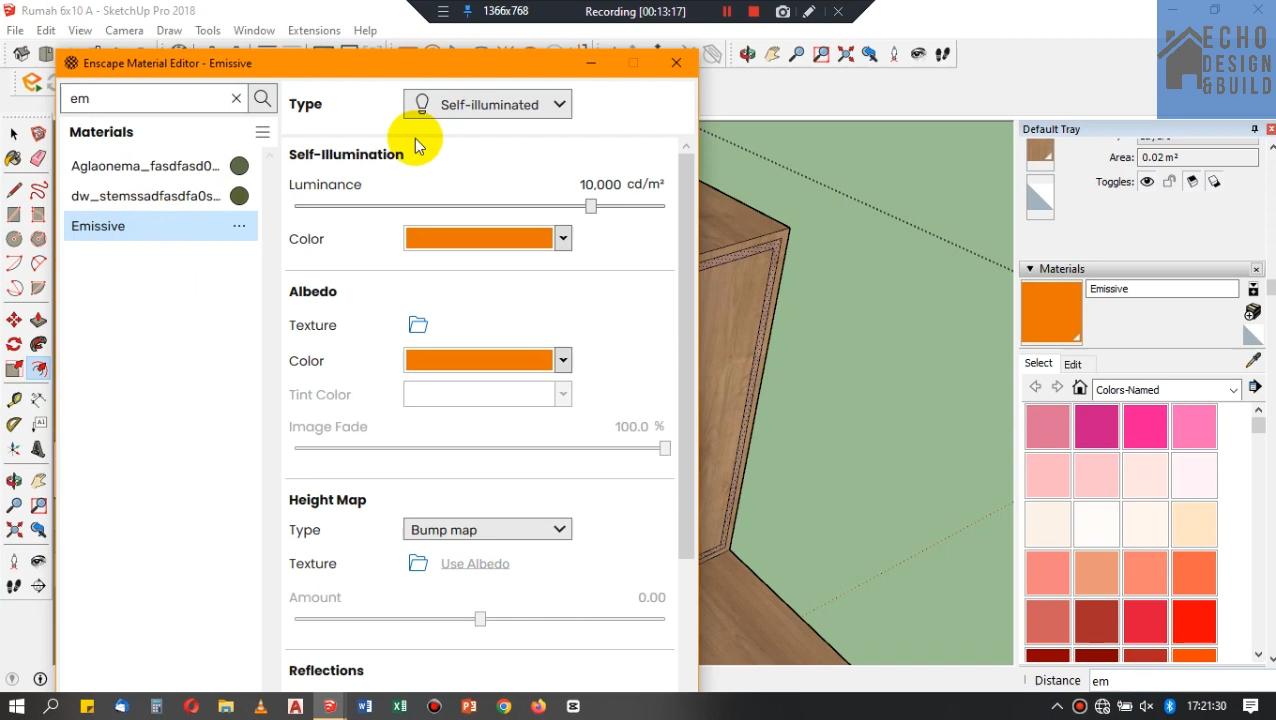 Rumah 6x10 A - SketchUp Pro 2018
1366x768
Recording [00:13:17]
File Edit View Camera Draw Tools Window Extensions Help
ECHO
DESIGN
&BUILD
Enscape Material Editor - Emissive
em
Type
Self-illuminated
Materials
Default Tray
Aglaonema_fasdfasd0...
Self-Illumination
Area: 0.02 m²
Luminance
10,000 cd/m²
Toggles:
dw_stemssadfasdfa0s...
Emissive
...
Color
Albedo
Materials
Texture
Emissive
Color
Select
Edit
Tint Color
Colors-Named
Image Fade
100.0 %
Height Map
Type
Bump map
Texture
Use Albedo
Amount
0.00
Reflections
Distance
em
17:21:30